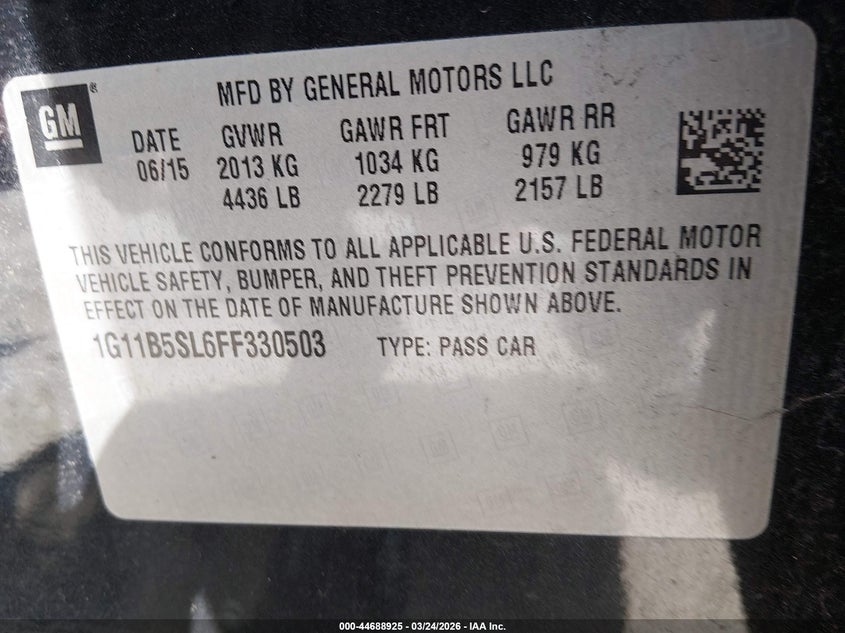 GM ®
MFD BY GENERAL MOTORS LLC
DATE GVWR GAWR FRT GAWR RR
06/15 2013 KG 1034 KG 979 KG
4436 LB 2279 LB 2157 LB
THIS VEHICLE CONFORMS TO ALL APPLICABLE U.S. FEDERAL MOTOR
VEHICLE SAFETY, BUMPER, AND THEFT PREVENTION STANDARDS IN
EFFECT ON THE DATE OF MANUFACTURE SHOWN ABOVE.
1G11B5SL6FF330503 TYPE: PASS CAR
000-44688925 - 03/24/2026 - IAA Inc.